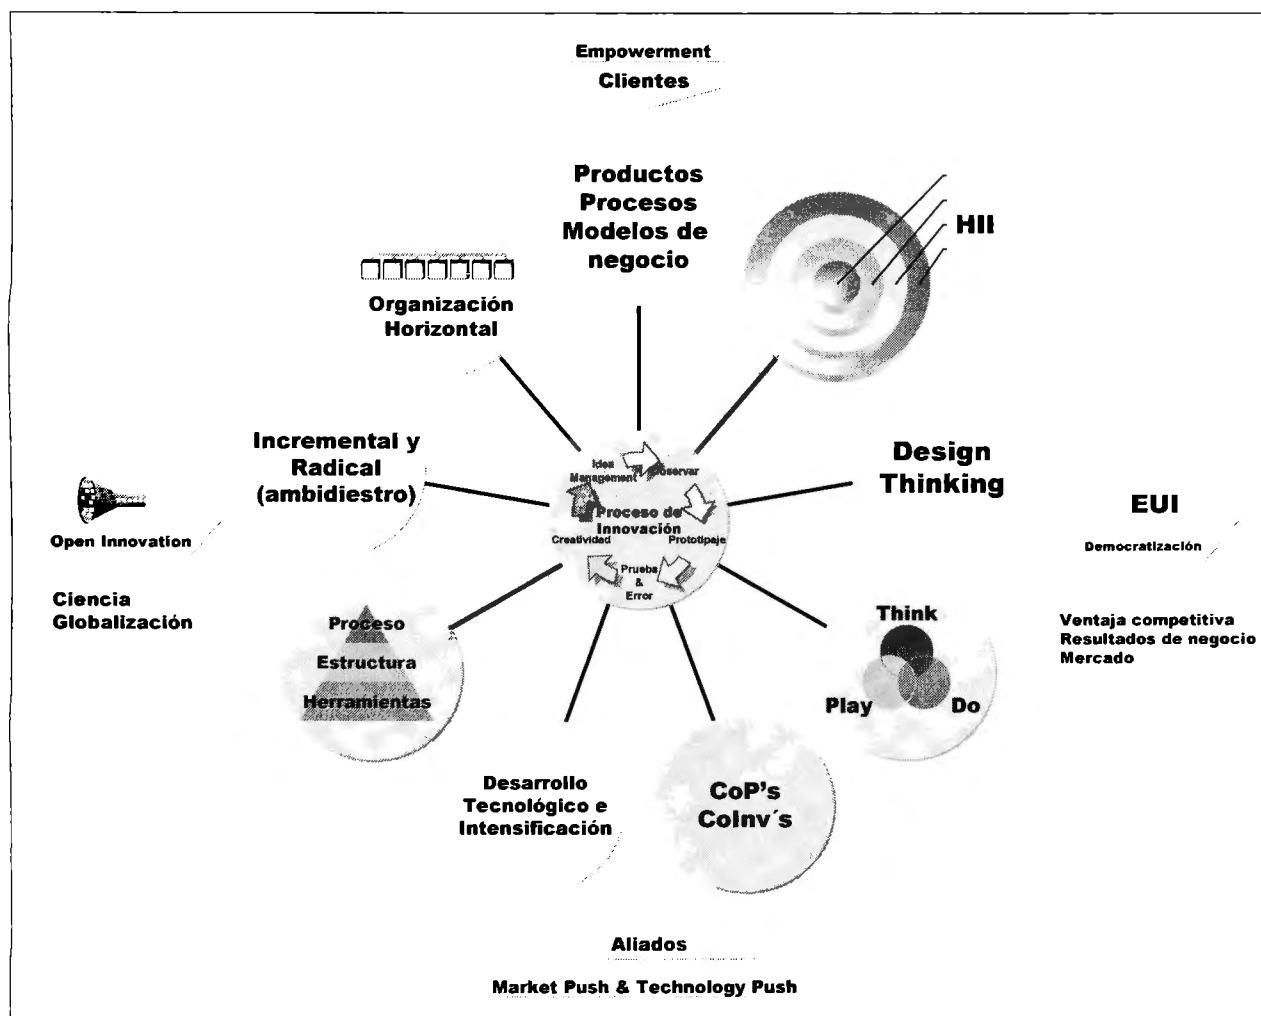 Empowerment
Clientes
Productos
Procesos
Modelos de
negocio
HII
Organización
Horizontal
Incremental y
Radical
(ambidiestro)
Design
Thinking
Idea
Management
Observar
Proceso de
Innovación
Creatividad
Prototipaje
Prueba
&
Error
Open Innovation
EUI
Democratización
Ciencia
Globalización
Proceso
Estructura
Herramientas
Think
Play
Do
Ventaja competitiva
Resultados de negocio
Mercado
Desarrollo
Tecnológico e
Intensificación
CoP's
CoInv´s
Aliados
Market Push & Technology Push